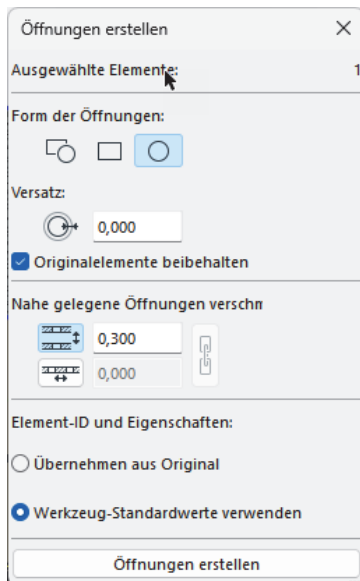 Öffnungen erstellen
Ausgewählte Elemente: 1
Form der Öffnungen:
Versatz:
0,000
Originalelemente beibehalten
Nahe gelegene Öffnungen verschm
0,300
0,000
Element-ID und Eigenschaften:
Übernehmen aus Original
Werkzeug-Standardwerte verwenden
Öffnungen erstellen